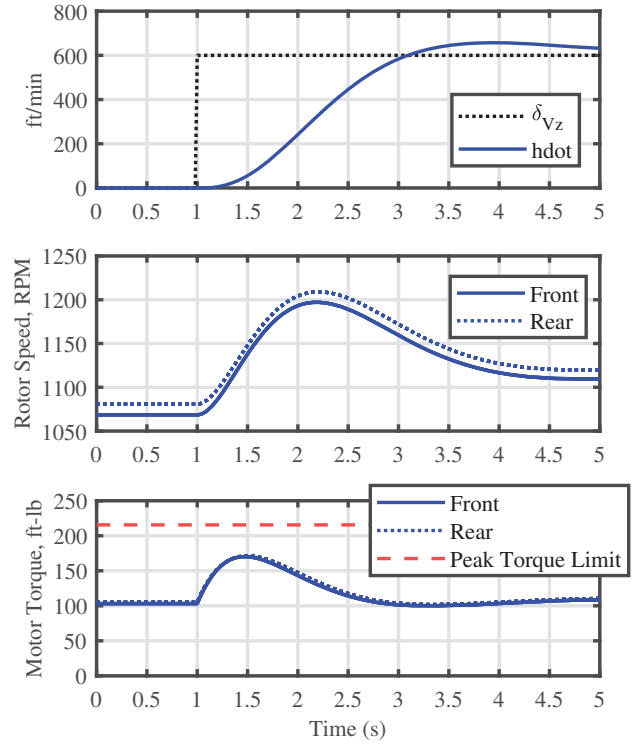 800
600
400
200
0
ft/min
δVz
hdot
0 0.5 1 1.5 2 2.5 3 3.5 4 4.5 5
1250
1200
1150
1100
1050
Rotor Speed, RPM
Front
Rear
0 0.5 1 1.5 2 2.5 3 3.5 4 4.5 5
250
200
150
100
50
0
Motor Torque, ft-lb
Front
Rear
Peak Torque Limit
0 0.5 1 1.5 2 2.5 3 3.5 4 4.5 5
Time (s)